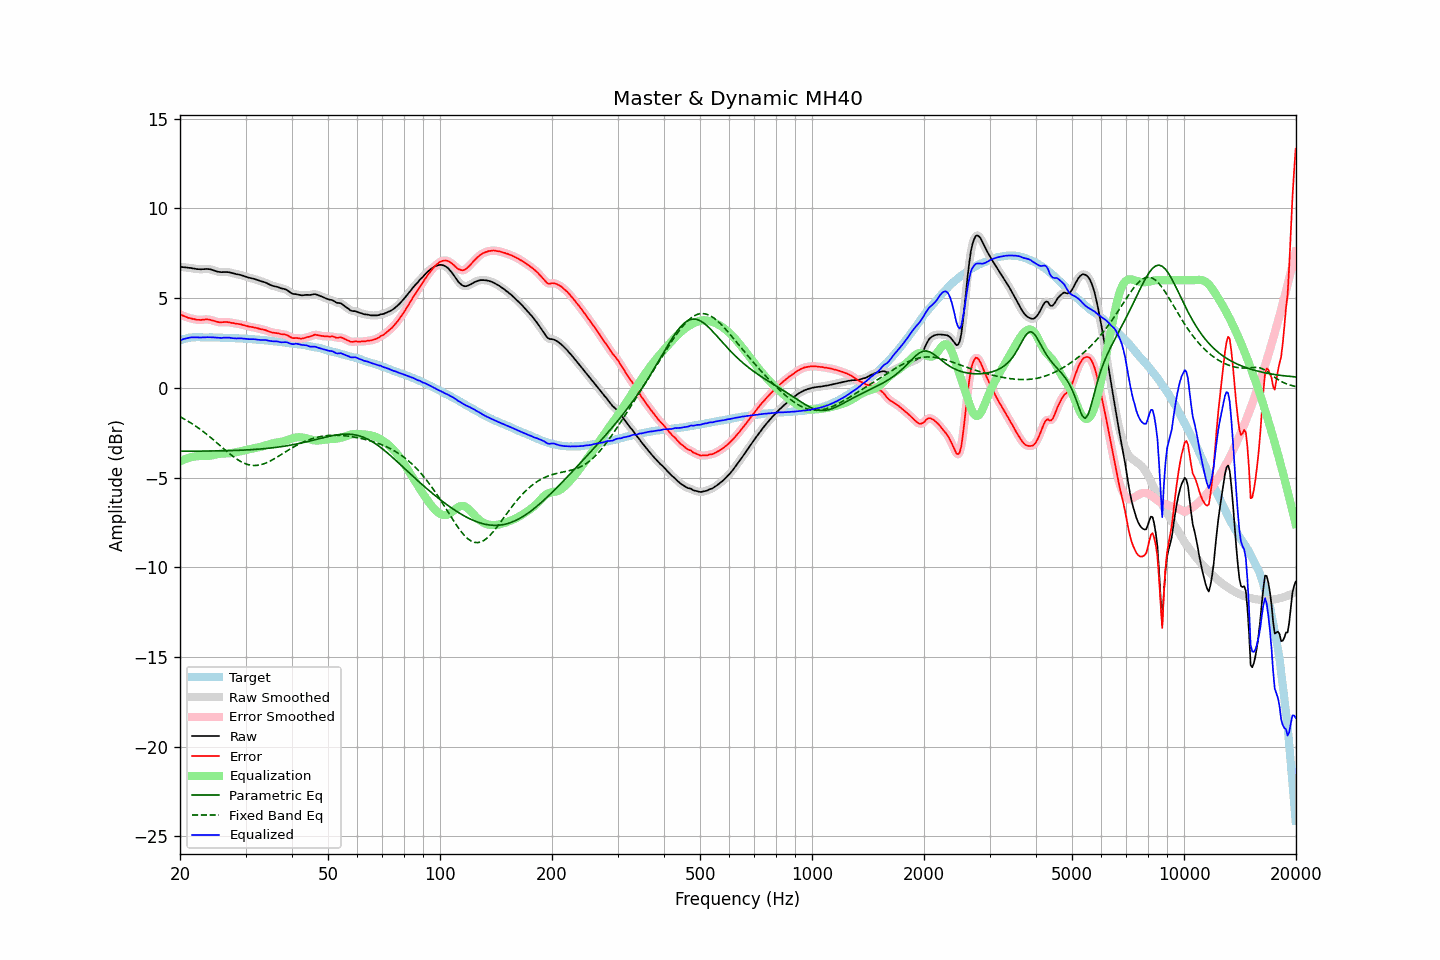 Master & Dynamic MH40
Amplitude (dBr)
15
10
5
0
−5
−10
−15
−20
−25
Target
Raw Smoothed
Error Smoothed
Raw
Error
Equalization
Parametric Eq
Fixed Band Eq
Equalized
20 50 100 200 500 1000 2000 5000 10000 20000
Frequency (Hz)